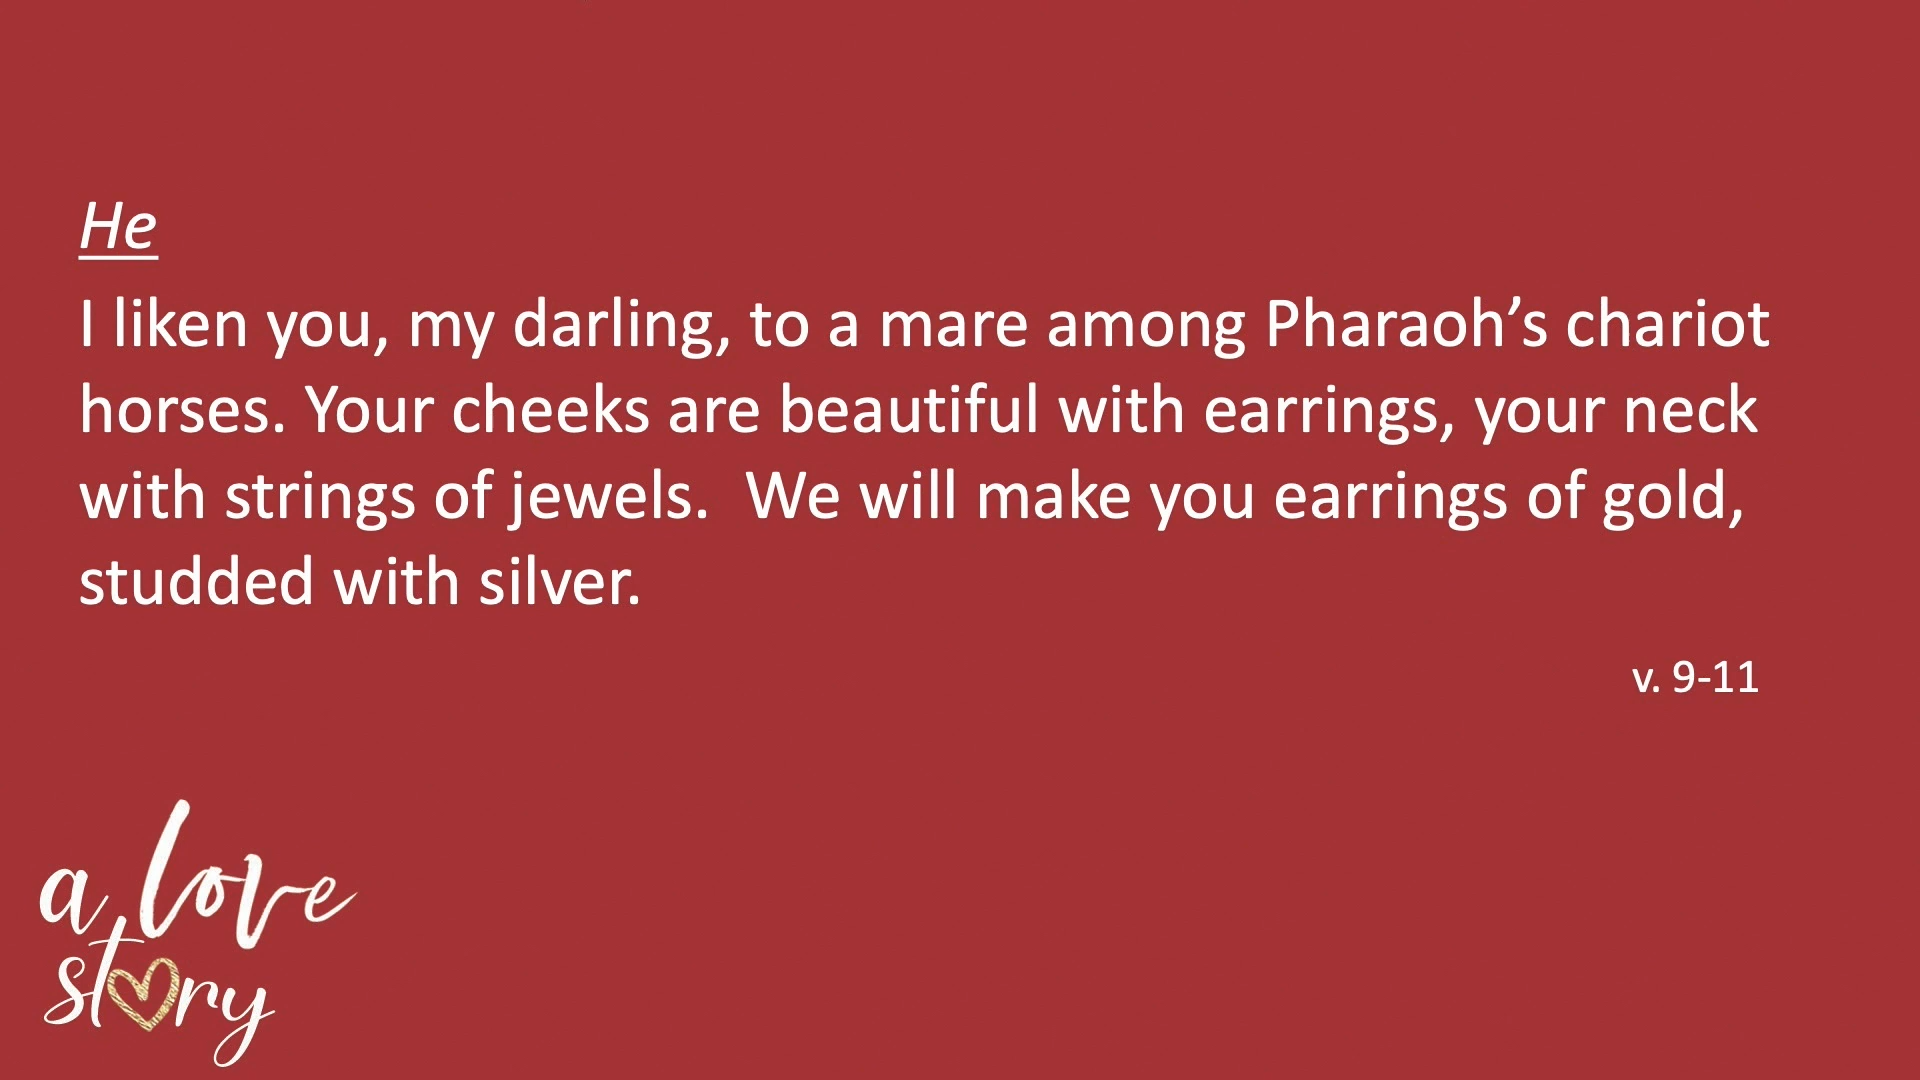 He
I liken you, my darling, to a mare among Pharaoh’s chariot
horses. Your cheeks are beautiful with earrings, your neck
with strings of jewels.  We will make you earrings of gold,
studded with silver.
v. 9-11
a love
story